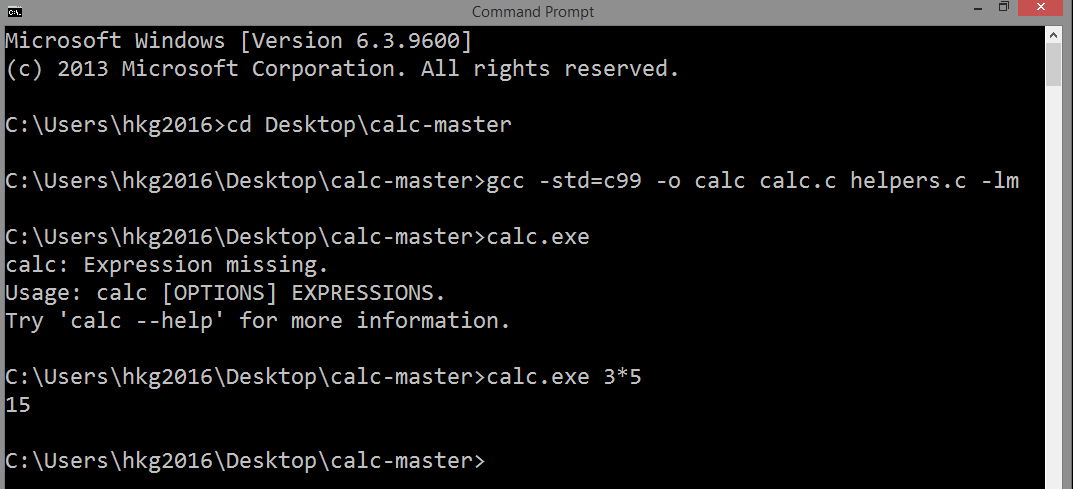 Command Prompt
Microsoft Windows [Version 6.3.9600]
(c) 2013 Microsoft Corporation. All rights reserved.
C:\Users\hkg2016>cd Desktop\calc-master
C:\Users\hkg2016\Desktop\calc-master>gcc -std=c99 -o calc calc.c helpers.c -lm
C:\Users\hkg2016\Desktop\calc-master>calc.exe
calc: Expression missing.
Usage: calc [OPTIONS] EXPRESSIONS.
Try 'calc --help' for more information.
C:\Users\hkg2016\Desktop\calc-master>calc.exe 3*5
15
C:\Users\hkg2016\Desktop\calc-master>